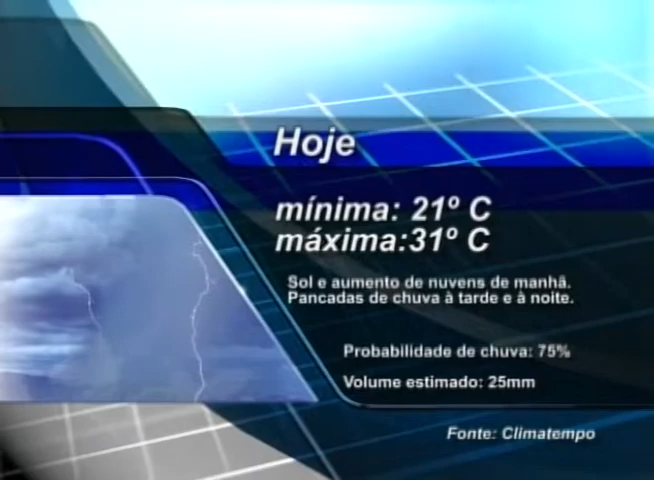 Hoje
mínima: 21º C
máxima:31º C
Sol e aumento de nuvens de manhã.
Pancadas de chuva à tarde e à noite.
Probabilidade de chuva: 75%
Volume estimado: 25mm
Fonte: Climatempo